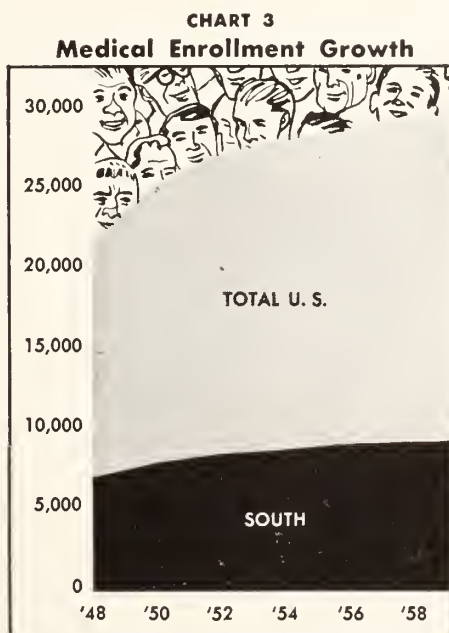 CHART 3
Medical Enrollment Growth
30,000
25,000
20,000
TOTAL U. S.
15,000
10,000
5,000
SOUTH
0
'48 '50 '52 '54 '56 '58